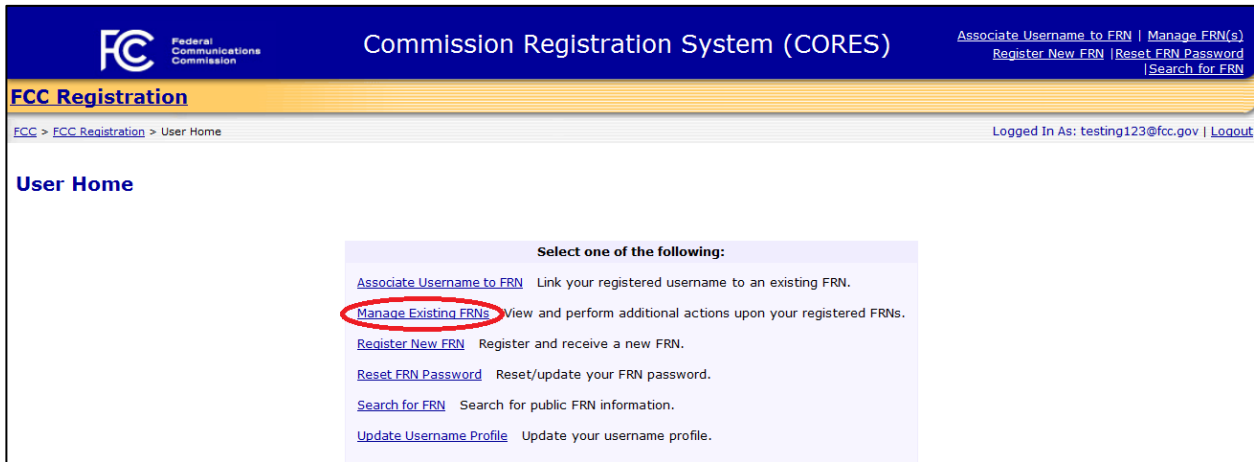 FCC
Federal
Communications
Commission
Commission Registration System (CORES)
Associate Username to FRN | Manage FRN(s)
Register New FRN |Reset FRN Password
|Search for FRN
FCC Registration
FCC > FCC Registration > User Home
Logged In As: testing123@fcc.gov | Logout
User Home
Select one of the following:
Associate Username to FRN Link your registered username to an existing FRN.
Manage Existing FRNs View and perform additional actions upon your registered FRNs.
Register New FRN Register and receive a new FRN.
Reset FRN Password Reset/update your FRN password.
Search for FRN Search for public FRN information.
Update Username Profile Update your username profile.